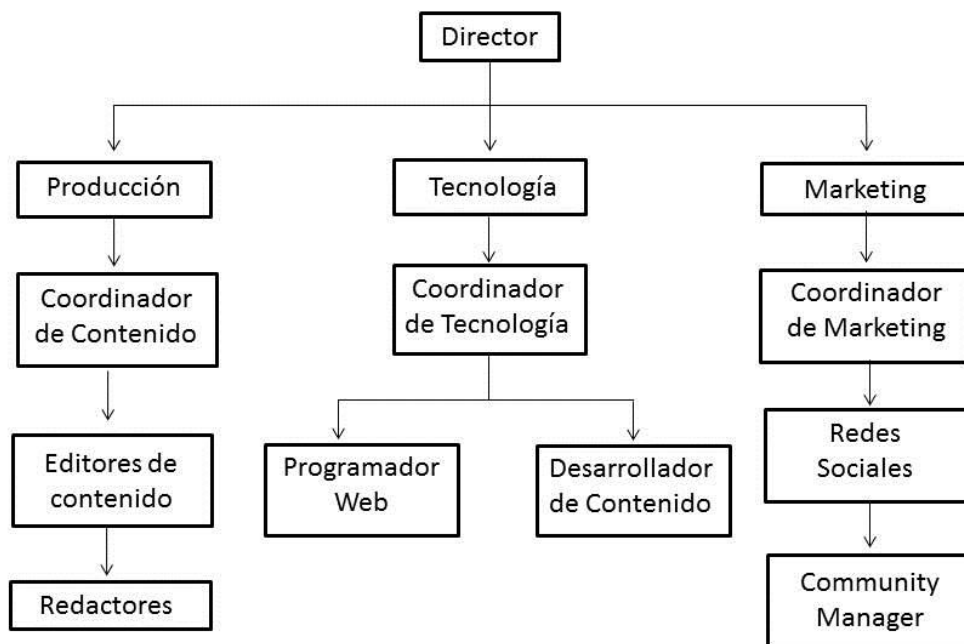 Director
Producción
Tecnología
Marketing
Coordinador
de Contenido
Coordinador
de Tecnología
Coordinador
de Marketing
Editores de
contenido
Programador
Web
Desarrollador
de Contenido
Redes
Sociales
Redactores
Community
Manager